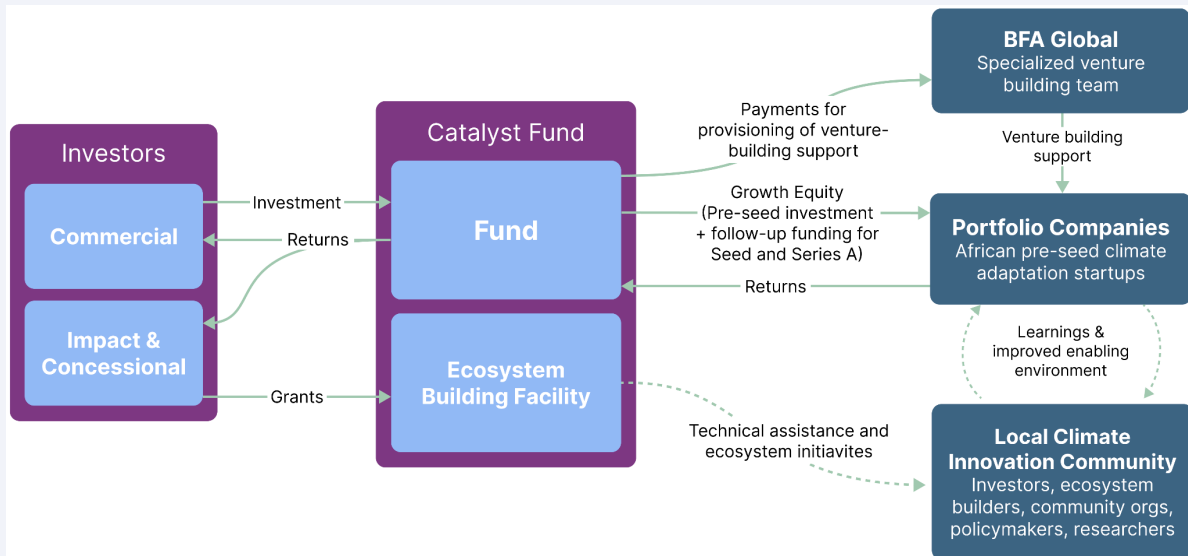 Investors
Commercial
Impact &
Concessional
Investment
Returns
Grants
Catalyst Fund
Fund
Ecosystem
Building Facility
Payments for
provisioning of venture-
building support
Growth Equity
(Pre-seed investment
+ follow-up funding for
Seed and Series A)
Returns
Technical assistance and
ecosystem initiavites
BFA Global
Specialized venture
building team
Venture building
support
Portfolio Companies
African pre-seed climate
adaptation startups
Learnings &
improved enabling
environment
Local Climate
Innovation Community
Investors, ecosystem
builders, community orgs,
policymakers, researchers